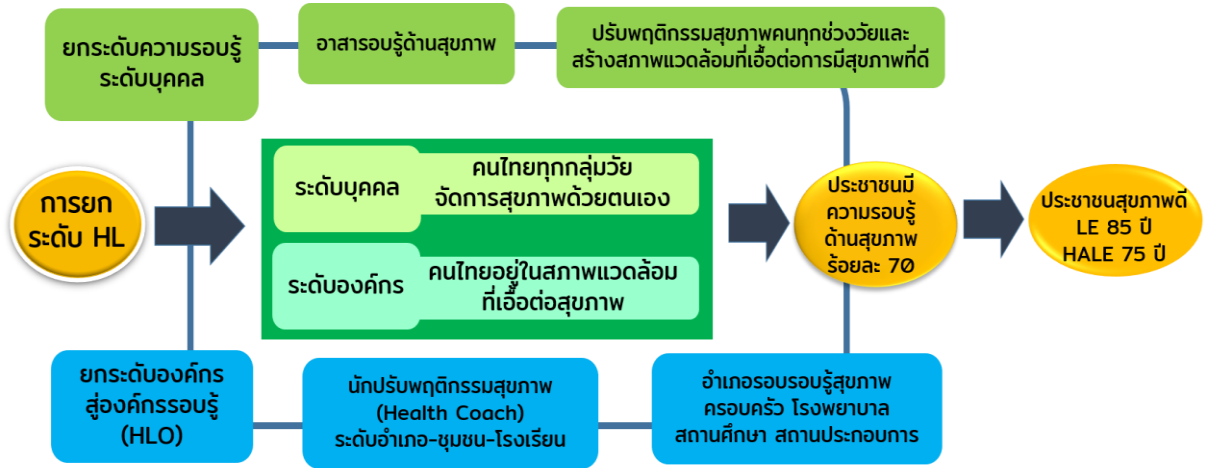 ยกระดับความรอบรู้
ระดับบุคคล
อาสารอบรู้ด้านสุขภาพ
ปรับพฤติกรรมสุขภาพคนทุกช่วงวัยและ
สร้างสภาพแวดล้อมที่เอื้อต่อการมีสุขภาพที่ดี
การยก
ระดับ HL
ระดับบุคคล
คนไทยทุกกลุ่มวัย
จัดการสุขภาพด้วยตนเอง
ระดับองค์กร
คนไทยอยู่ในสภาพแวดล้อม
ที่เอื้อต่อสุขภาพ
ประชาชนมี
ความรอบรู้
ด้านสุขภาพ
ร้อยละ 70
ประชาชนสุขภาพดี
LE 85 ปี
HALE 75 ปี
ยกระดับองค์กร
สู่องค์กรรอบรู้
(HLO)
นักปรับพฤติกรรมสุขภาพ
(Health Coach)
ระดับอำเภอ-ชุมชน-โรงเรียน
อำเภอรอบรอบรู้สุขภาพ
ครอบครัว โรงพยาบาล
สถานศึกษา สถานประกอบการ